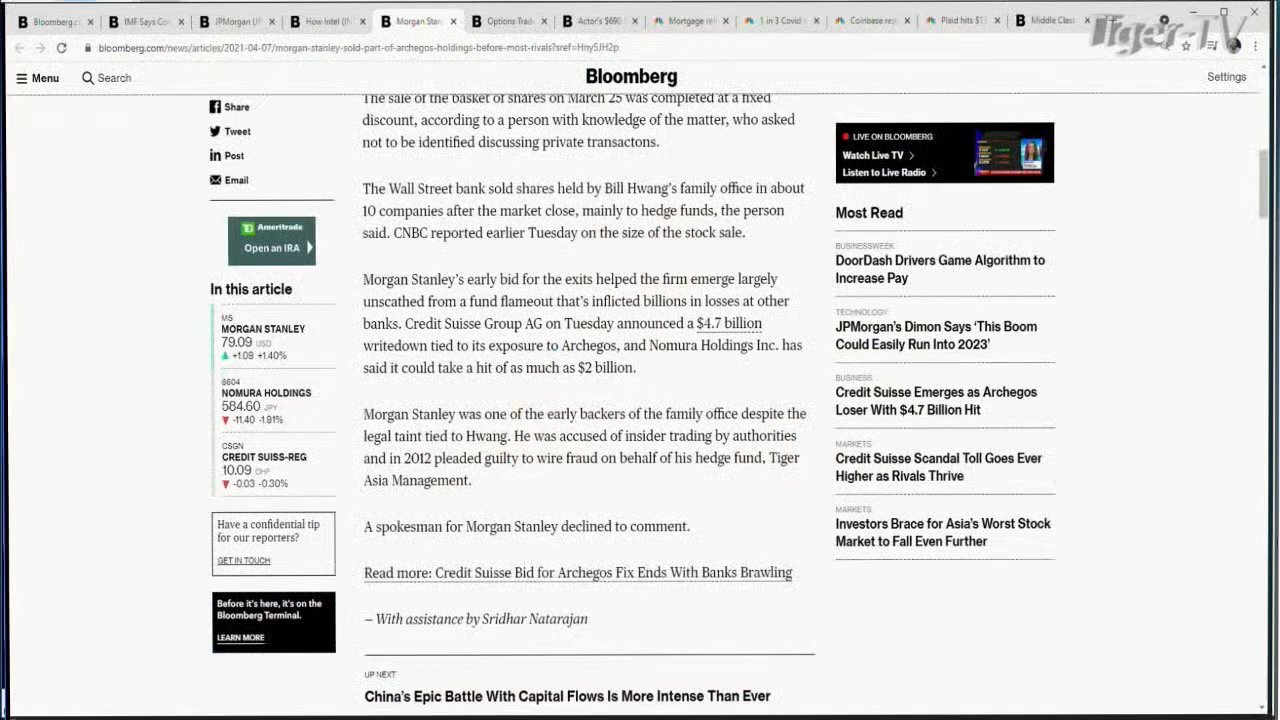 Bloomberg.c
IMF Says Co
JPMorgan (J
How Intel (IN
Morgan Stan
Options Trad
Actor's $690
Mortgage re
1 in 3 Covid
Coinbase rep
Plaid hits $1
Middle Class
Tiger-TV
bloomberg.com/news/articles/2021-04-07/morgan-stanley-sold-part-of-archegos-holdings-before-most-rivals?sref=Hny5JH2p
Menu
Search
Bloomberg
Settings
Share
Tweet
Post
Email
TD Ameritrade
Open an IRA
In this article
MS
MORGAN STANLEY
79.09 USD
+1.09 +1.40%
8604
NOMURA HOLDINGS
584.60 JPY
-11.40 -1.91%
CSGN
CREDIT SUISS-REG
10.09 CHF
-0.03 -0.30%
Have a confidential tip
for our reporters?
GET IN TOUCH
Before it's here, it's on the
Bloomberg Terminal.
LEARN MORE
The sale of the basket of shares on March 25 was completed at a fixed
discount, according to a person with knowledge of the matter, who asked
not to be identified discussing private transactons.
The Wall Street bank sold shares held by Bill Hwang's family office in about
10 companies after the market close, mainly to hedge funds, the person
said. CNBC reported earlier Tuesday on the size of the stock sale.
Morgan Stanley's early bid for the exits helped the firm emerge largely
unscathed from a fund flameout that's inflicted billions in losses at other
banks. Credit Suisse Group AG on Tuesday announced a $4.7 billion
writedown tied to its exposure to Archegos, and Nomura Holdings Inc. has
said it could take a hit of as much as $2 billion.
Morgan Stanley was one of the early backers of the family office despite the
legal taint tied to Hwang. He was accused of insider trading by authorities
and in 2012 pleaded guilty to wire fraud on behalf of his hedge fund, Tiger
Asia Management.
A spokesman for Morgan Stanley declined to comment.
Read more: Credit Suisse Bid for Archegos Fix Ends With Banks Brawling
– With assistance by Sridhar Natarajan
UP NEXT
China's Epic Battle With Capital Flows Is More Intense Than Ever
LIVE ON BLOOMBERG
Watch Live TV
Listen to Live Radio
Most Read
BUSINESSWEEK
DoorDash Drivers Game Algorithm to
Increase Pay
TECHNOLOGY
JPMorgan's Dimon Says 'This Boom
Could Easily Run Into 2023'
BUSINESS
Credit Suisse Emerges as Archegos
Loser With $4.7 Billion Hit
MARKETS
Credit Suisse Scandal Toll Goes Ever
Higher as Rivals Thrive
MARKETS
Investors Brace for Asia's Worst Stock
Market to Fall Even Further